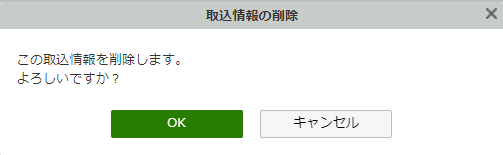 取込情報の削除
この取込情報を削除します。
よろしいですか？
OK
キャンセル